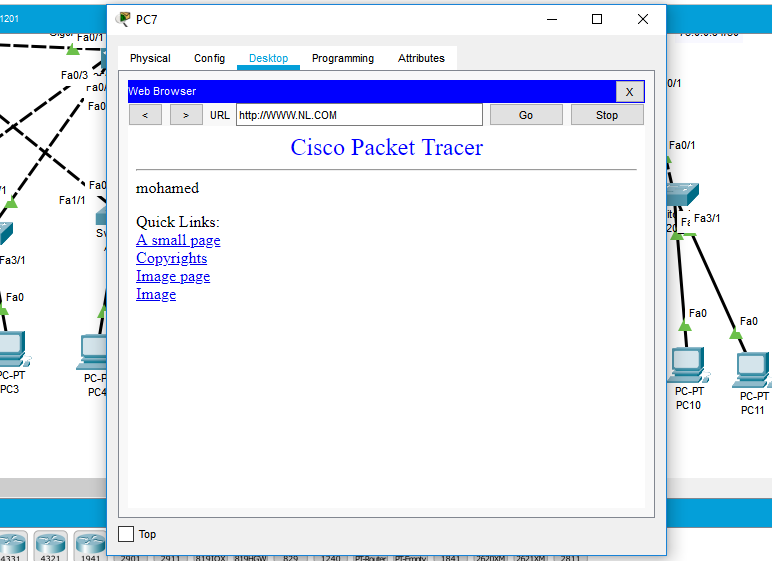 1201
PC7
Physical Config Desktop Programming Attributes
Web Browser
X
< > URL http://WWW.NL.COM Go Stop
Cisco Packet Tracer
mohamed
Quick Links:
A small page
Copyrights
Image page
Image
Top
Fa0/1
Fa0/3
Fa0/
Fa0
Fa0
Fa1/1
Fa3/1
Fa0
PC-PT
PC3
PC-P
PC4
0/1
Fa0/1
Fa3/1
Fa0
Fa0
PC-PT
PC10
PC-PT
PC11
4331 4321 1941 2901 2911 819IOX 819HGW 829 1240 PT-Router PT-Empty 1841 2620XM 2621XM 2811